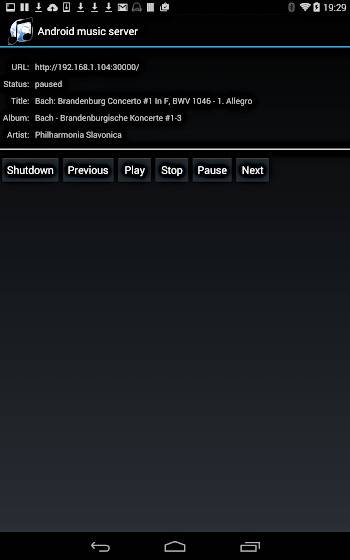 19:29
Android music server
URL: http://192.168.1.104:30000/
Status: paused
Title: Bach: Brandenburg Concerto #1 In F, BWV 1046 - 1. Allegro
Album: Bach - Brandenburgische Konzerte #1-3
Artist: Philharmonia Slavonica
Shutdown Previous Play Stop Pause Next